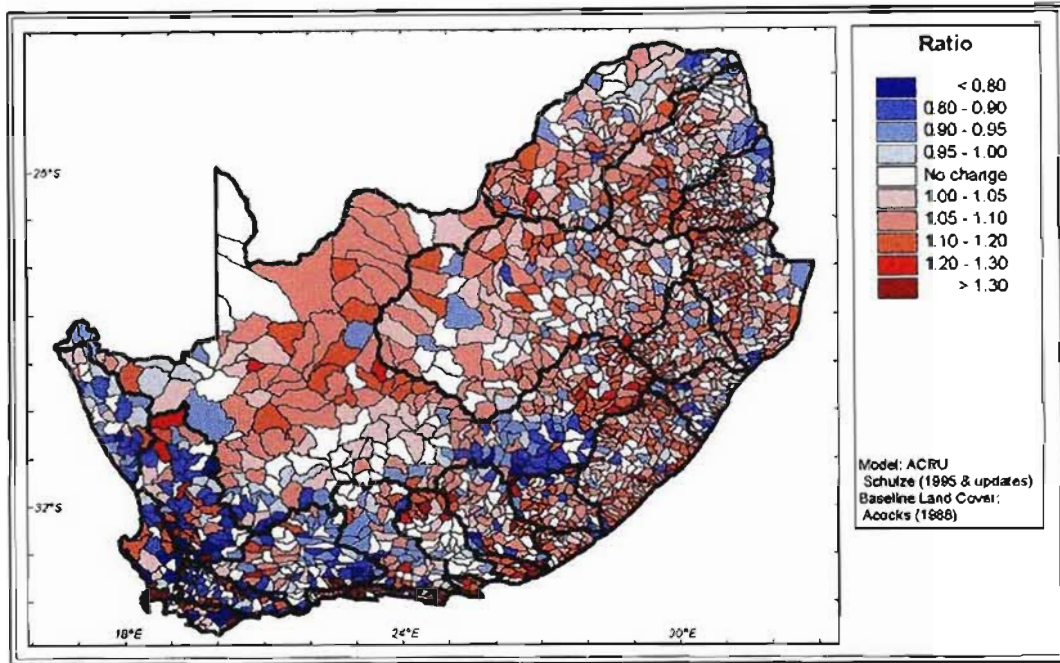 Ratio
< 0.80
0.80 - 0.90
0.90 - 0.95
0.95 - 1.00
No change
1.00 - 1.05
1.05 - 1.10
1.10 - 1.20
1.20 - 1.30
> 1.30
25°S
32°S
18°E
24°E
30°E
Model: ACRU
Schulze (1995 & updates)
Baseline Land Cover:
Acocks (1988)